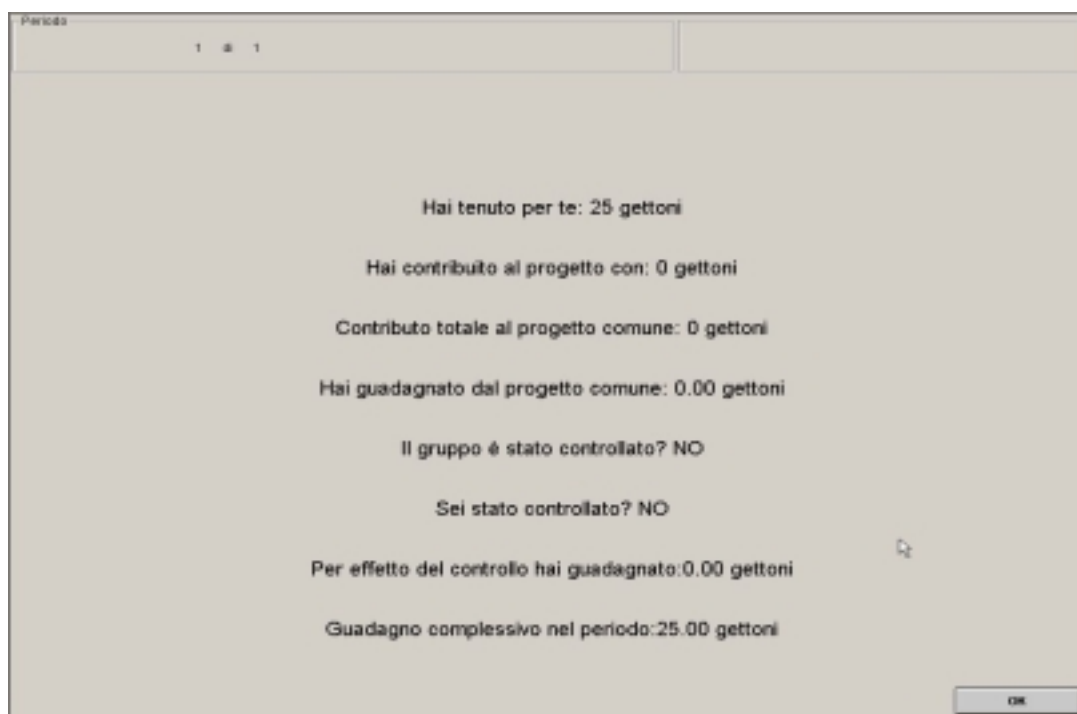 Periodo
1 di 1
Hai tenuto per te: 25 gettoni
Hai contribuito al progetto con: 0 gettoni
Contributo totale al progetto comune: 0 gettoni
Hai guadagnato dal progetto comune: 0.00 gettoni
Il gruppo é stato controllato? NO
Sei stato controllato? NO
Per effetto del controllo hai guadagnato:0.00 gettoni
Guadagno complessivo nel periodo:25.00 gettoni
OK